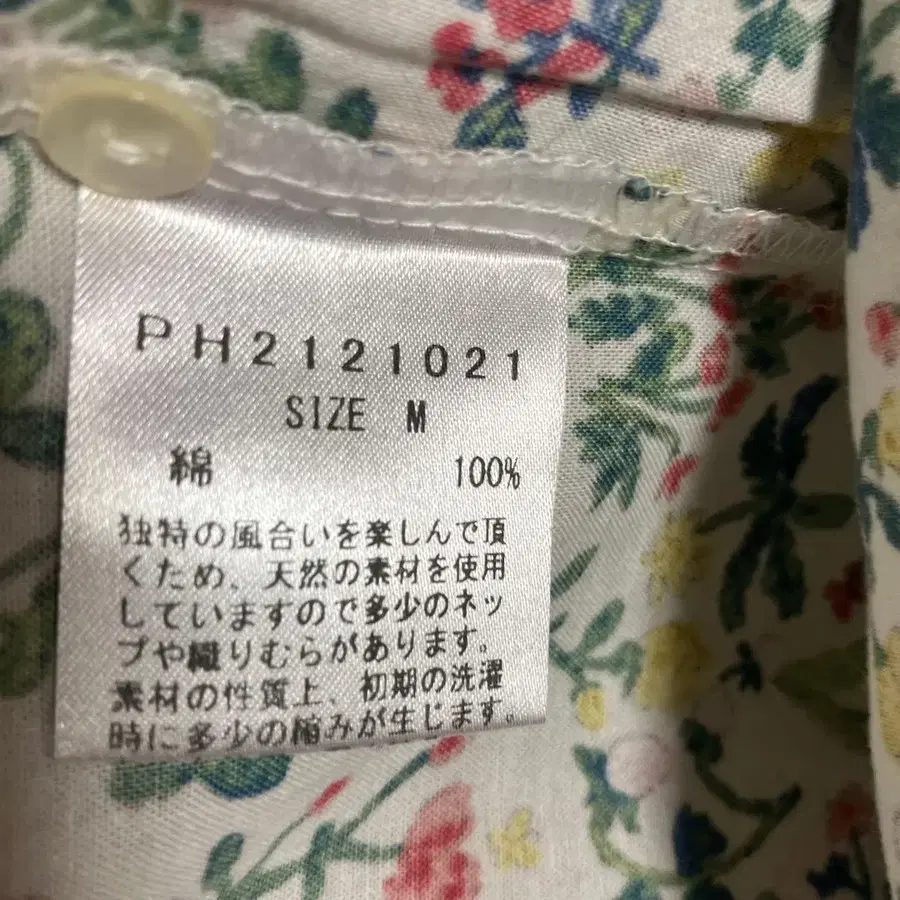 PH2121021
SIZE M
綿 100%
独特の風合いを楽しんで頂
くため、天然の素材を使用
していますので多少のネッ
プや織りむらがあります。
素材の性質上、初期の洗濯
時に多少の縮みが生じます。